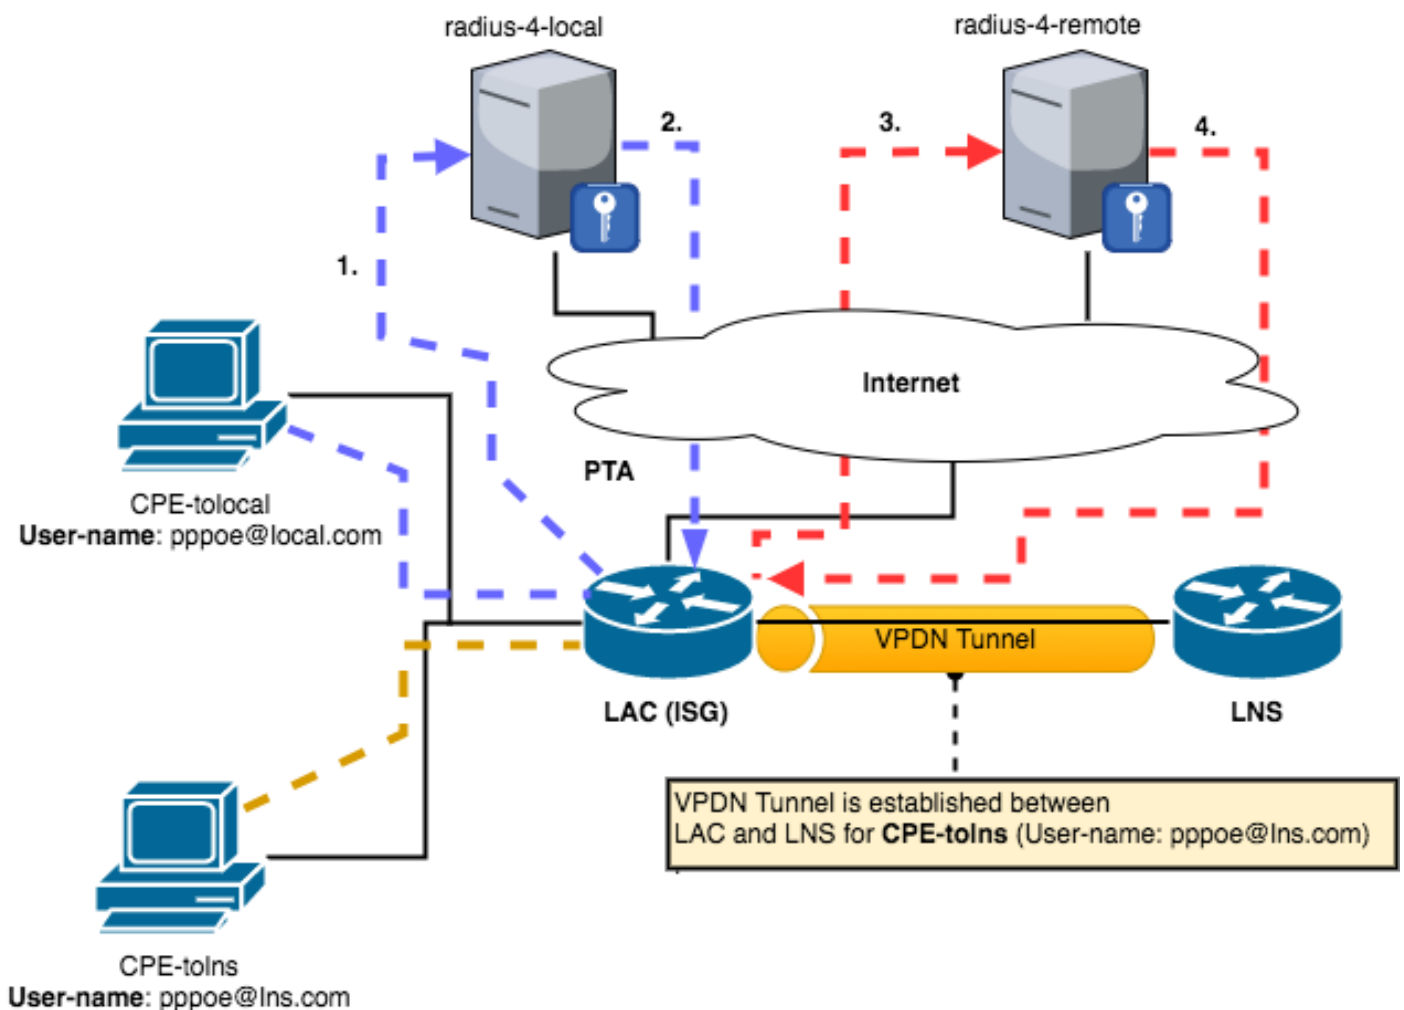 radius-4-local
radius-4-remote
2.
3.
4.
1.
Internet
PTA
CPE-tolocal
User-name: pppoe@local.com
VPDN Tunnel
LAC (ISG)
LNS
VPDN Tunnel is established between
LAC and LNS for CPE-tolns (User-name: pppoe@lns.com)
CPE-tolns
User-name: pppoe@lns.com